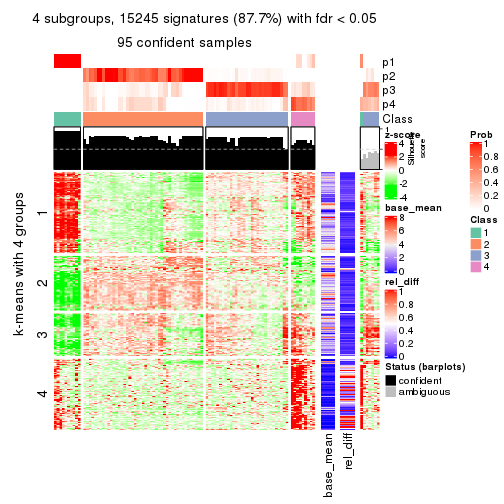 4 subgroups, 15245 signatures (87.7%) with fdr < 0.05
95 confident samples
p1
p2
p3
p4
Class
1
Silhouette
score
z-score
4
2
0
-2
-4
base_mean
8
6
4
2
0
rel_diff
1
0.8
0.6
0.4
0.2
0
Status (barplots)
confident
ambiguous
Prob
1
0.8
0.6
0.4
0.2
0
Class
1
2
3
4
k-means with 4 groups
1
2
3
4
base_mean
rel_diff